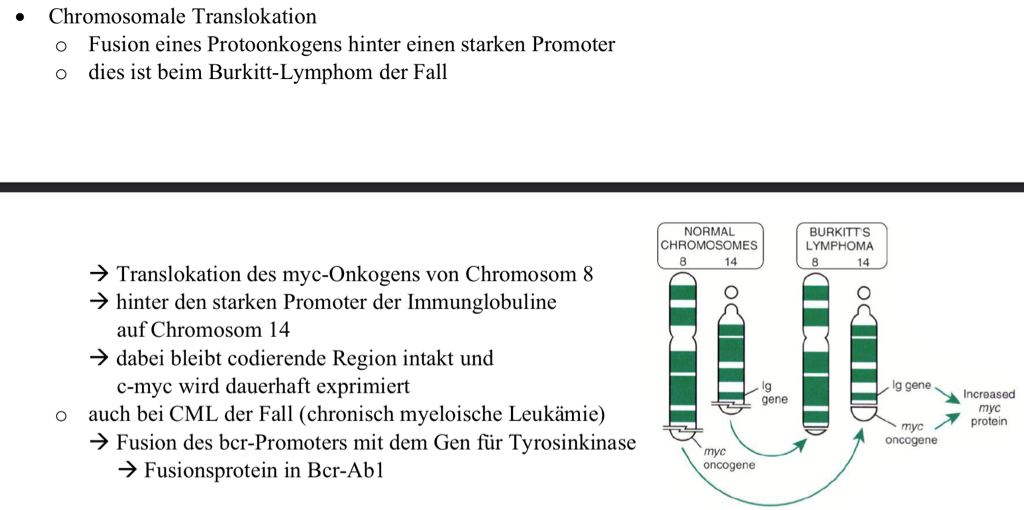 • Chromosomale Translokation
o Fusion eines Protoonkogens hinter einen starken Promoter
o dies ist beim Burkitt-Lymphom der Fall
→ Translokation des myc-Onkogens von Chromosom 8
→ hinter den starken Promoter der Immunglobuline
auf Chromosom 14
→ dabei bleibt codierende Region intakt und
c-myc wird dauerhaft exprimiert
o auch bei CML der Fall (chronisch myeloische Leukämie)
→ Fusion des bcr-Promoters mit dem Gen für Tyrosinkinase
→ Fusionsprotein in Bcr-Ab1
NORMAL
CHROMOSOMES
8 14
BURKITT'S
LYMPHOMA
8 14
Ig
gene
myc
oncogene
Ig gene
myc
oncogene
Increased
myc
protein